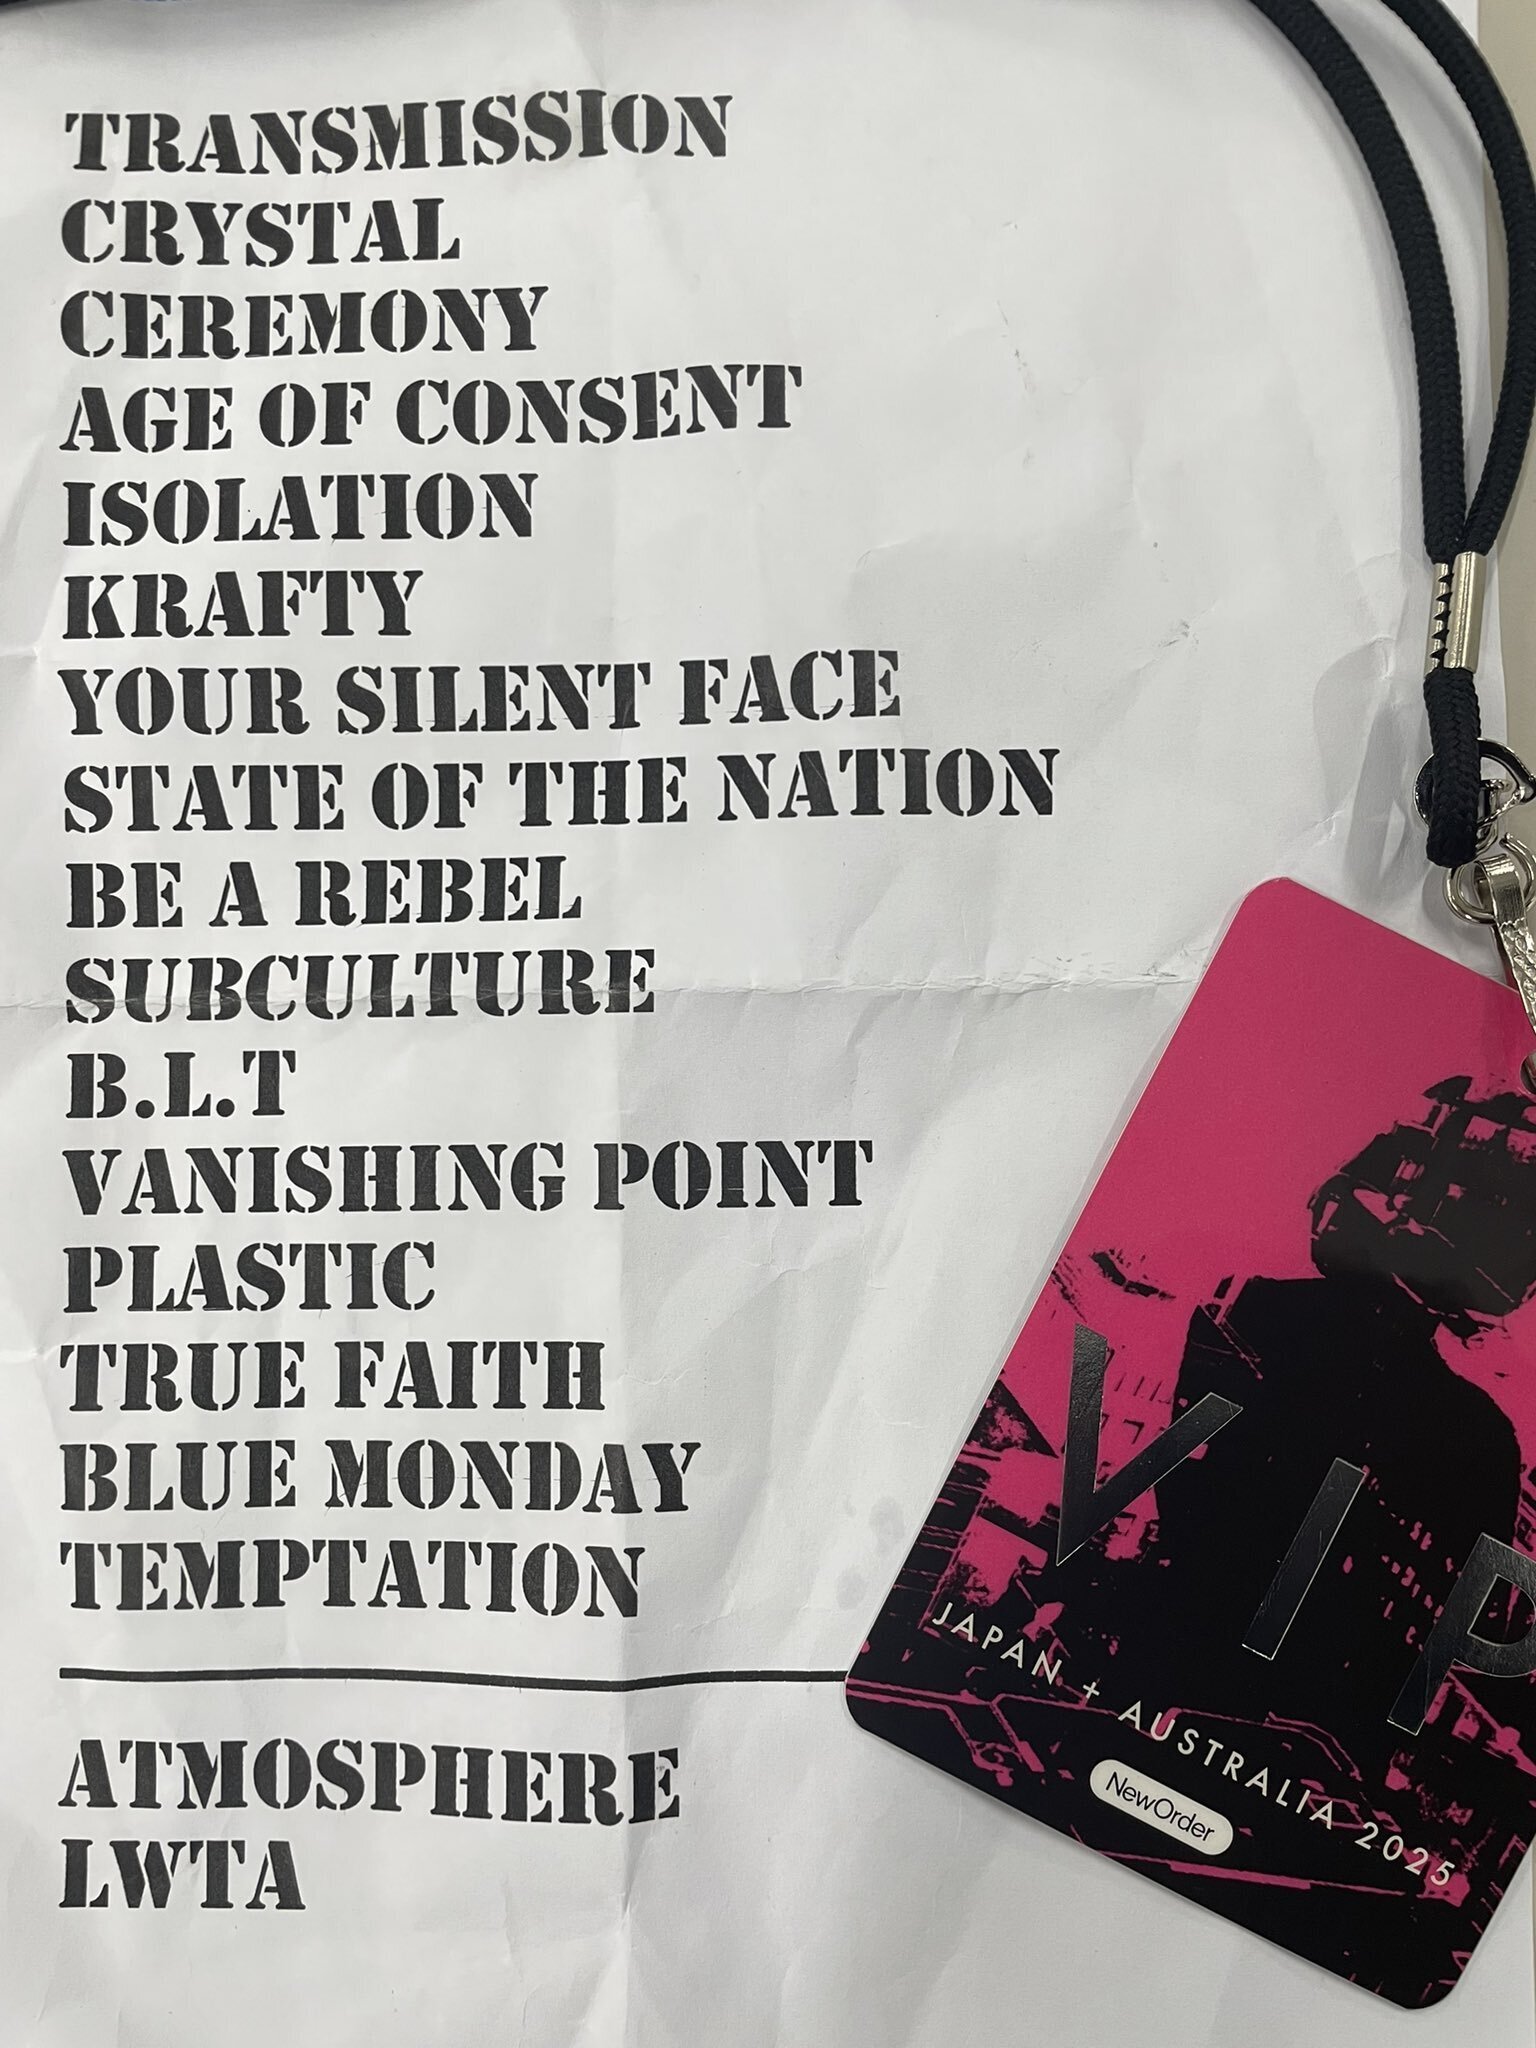 TRANSMISSION
CRYSTAL
CEREMONY
AGE OF CONSENT
ISOLATION
KRAFTY
YOUR SILENT FACE
STATE OF THE NATION
BE A REBEL
SUBCULTURE
B.L.T
VANISHING POINT
PLASTIC
TRUE FAITH
BLUE MONDAY
TEMPTATION
ATMOSPHERE
LWTA
VIP
JAPAN + AUSTRALIA 2025
NewOrder